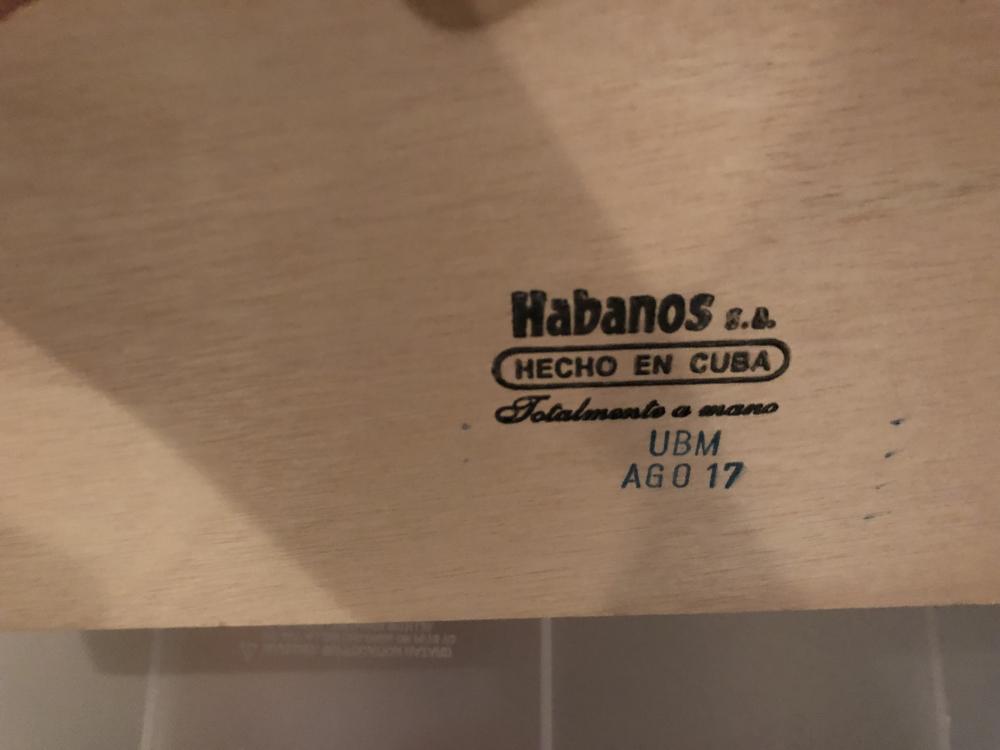 Habanos s.a.
HECHO EN CUBA
Totalmente a mano
UBM
AGO 17